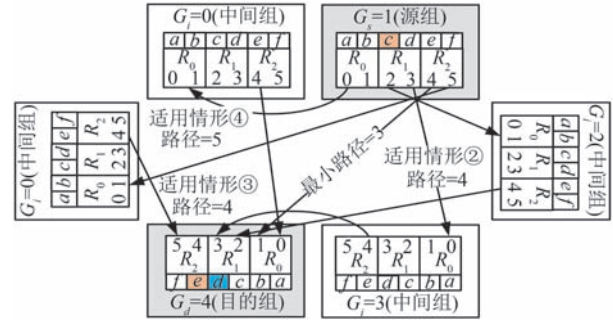 G_i=0(中间组)
a b c d e f
R_0 R_1 R_2
0 1 2 3 4 5
G_s=1(源组)
a b c d e f
R_0 R_1 R_2
0 1 2 3 4 5
适用情形④
路径=5
最小路径=3
适用情形②
路径=4
适用情形③
路径=4
G_i=0(中间组)
a b c d e f
R_0 R_1 R_2
0 1 2 3 4 5
G_i=2(中间组)
a b c d e f
R_0 R_1 R_2
0 1 2 3 4 5
5 4 3 2 1 0
R_2 R_1 R_0
f e d c b a
G_d=4(目的组)
5 4 3 2 1 0
R_2 R_1 R_0
f e d c b a
G_i=3(中间组)